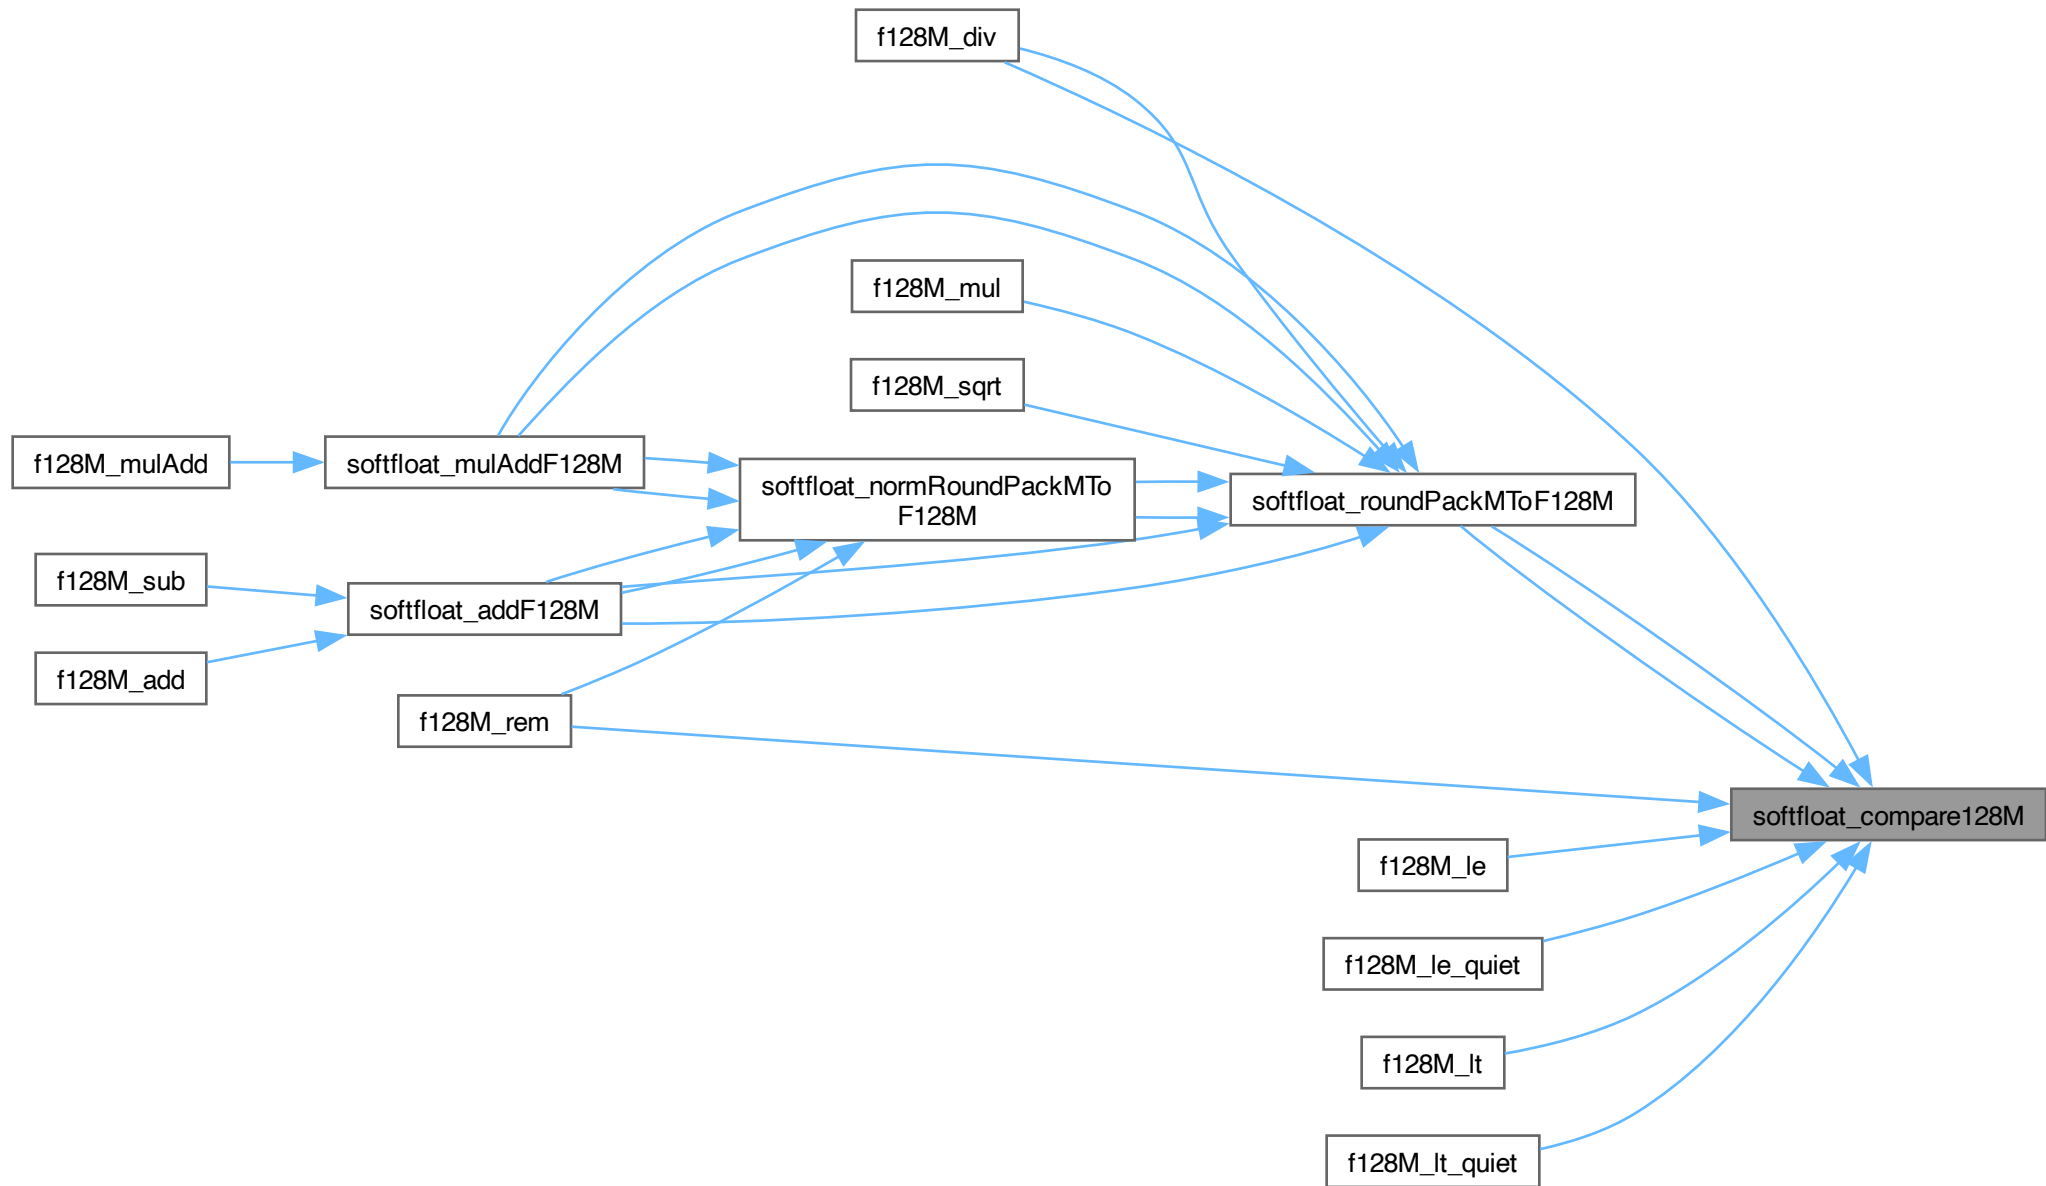 f128M_div
f128M_mul
f128M_sqrt
f128M_mulAdd
softfloat_mulAddF128M
softfloat_normRoundPackMTo
F128M
softfloat_roundPackMToF128M
f128M_sub
softfloat_addF128M
f128M_add
f128M_rem
softfloat_compare128M
f128M_le
f128M_le_quiet
f128M_lt
f128M_lt_quiet